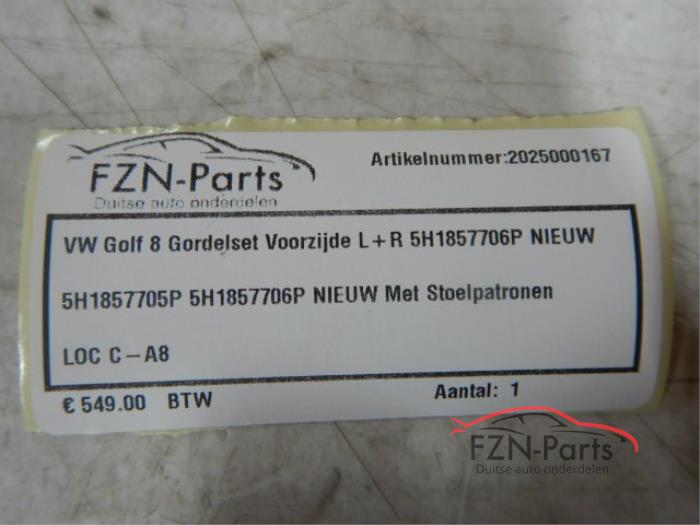 FZN-Parts
Duitse auto onderdelen
Artikelnummer:2025000167
VW Golf 8 Gordelset Voorzijde L+R 5H1857706P NIEUW
5H1857705P 5H1857706P NIEUW Met Stoelpatronen
LOC C-A8
€ 549.00 BTW
Aantal: 1
FZN-Parts
Duitse auto onderdelen